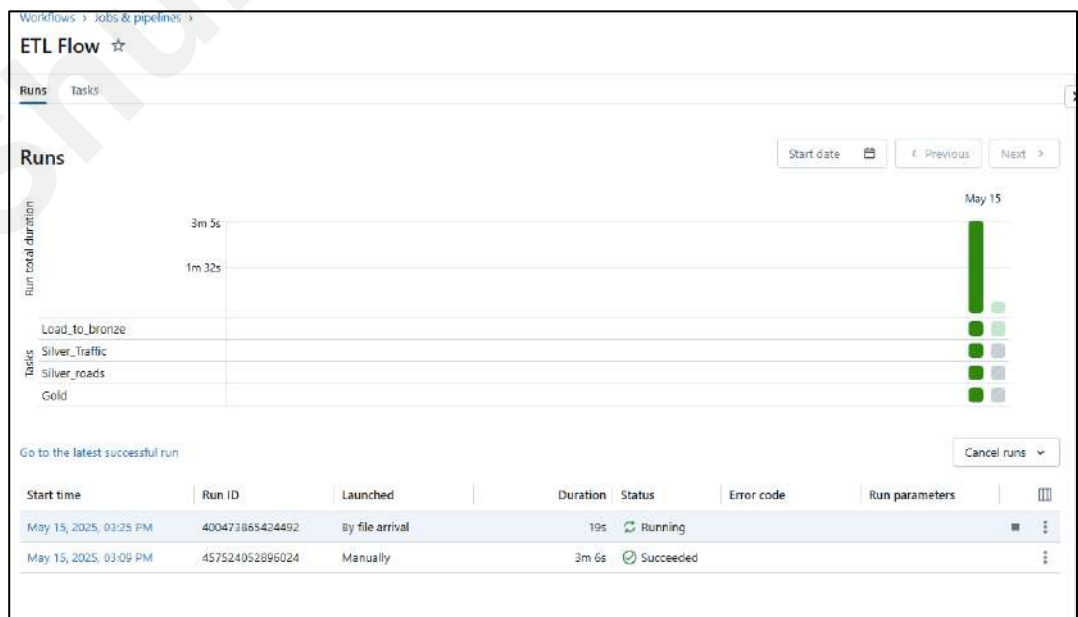 Workflows > Jobs & pipelines >
ETL Flow
Runs Tasks
Runs
Start date < Previous Next >
May 15
Run total duration
3m 5s
1m 32s
Tasks
Load_to_bronze
Silver_Traffic
Silver_roads
Gold
Go to the latest successful run
Cancel runs
Start time Run ID Launched Duration Status Error code Run parameters
May 15, 2025, 03:25 PM 400473865424492 By file arrival 19s Running
May 15, 2025, 03:09 PM 457524052896024 Manually 3m 6s Succeeded